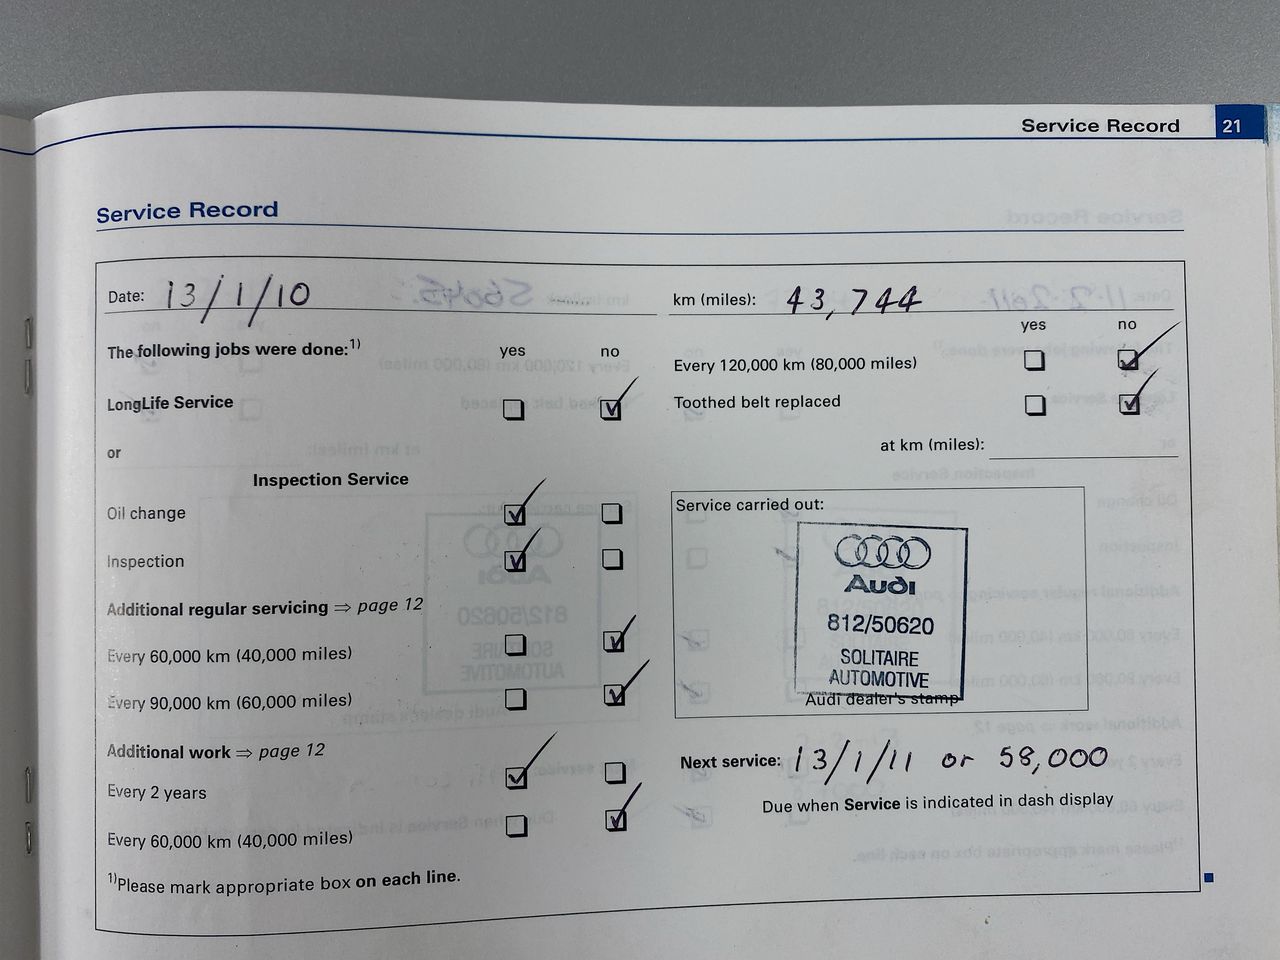 Service Record 21
Service Record
Date: 13/1/10
km (miles): 43,744
The following jobs were done:1) yes no
LongLife Service
or
Inspection Service
Oil change
Inspection
Additional regular servicing ⇒ page 12
Every 60,000 km (40,000 miles)
Every 90,000 km (60,000 miles)
Additional work ⇒ page 12
Every 2 years
Every 60,000 km (40,000 miles)
1)Please mark appropriate box on each line.
yes no
Every 120,000 km (80,000 miles)
Toothed belt replaced
at km (miles):
Service carried out:
Audi
812/50620
SOLITAIRE
AUTOMOTIVE
Audi dealer's stamp
Next service: 13/1/11 or 58,000
Due when Service is indicated in dash display